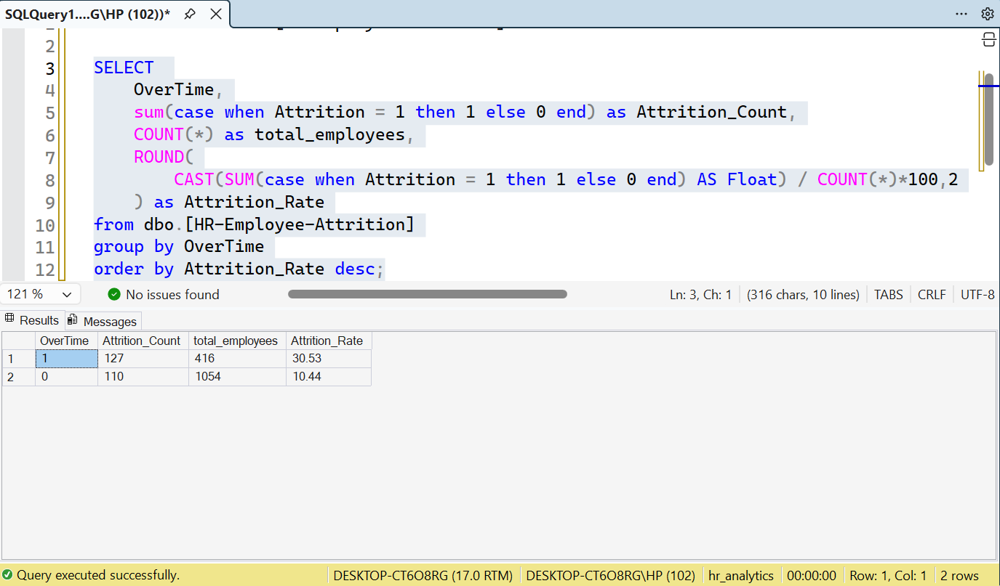 SQLQuery1....G\HP (102))*
2
3 SELECT
4 OverTime,
5 sum(case when Attrition = 1 then 1 else 0 end) as Attrition_Count,
6 COUNT(*) as total_employees,
7 ROUND(
8 CAST(SUM(case when Attrition = 1 then 1 else 0 end) AS Float) / COUNT(*)*100,2
9 ) as Attrition_Rate
10 from dbo.[HR-Employee-Attrition]
11 group by OverTime
12 order by Attrition_Rate desc;
121 % No issues found Ln: 3, Ch: 1 (316 chars, 10 lines) TABS CRLF UTF-8
Results Messages
OverTime Attrition_Count total_employees Attrition_Rate
1 1 127 416 30.53
2 0 110 1054 10.44
Query executed successfully. DESKTOP-CT6O8RG (17.0 RTM) DESKTOP-CT6O8RG\HP (102) hr_analytics 00:00:00 Row: 1, Col: 1 2 rows